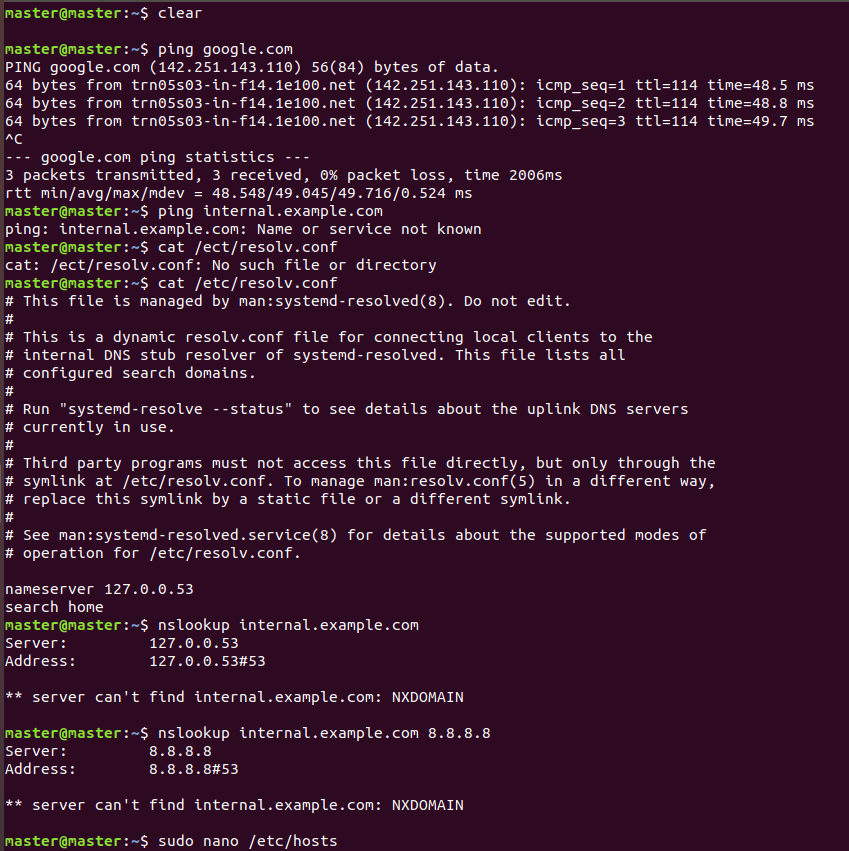 master@master:~$ clear
master@master:~$ ping google.com
PING google.com (142.251.143.110) 56(84) bytes of data.
64 bytes from trn05s03-in-f14.1e100.net (142.251.143.110): icmp_seq=1 ttl=114 time=48.5 ms
64 bytes from trn05s03-in-f14.1e100.net (142.251.143.110): icmp_seq=2 ttl=114 time=48.8 ms
64 bytes from trn05s03-in-f14.1e100.net (142.251.143.110): icmp_seq=3 ttl=114 time=49.7 ms
^C
--- google.com ping statistics ---
3 packets transmitted, 3 received, 0% packet loss, time 2006ms
rtt min/avg/max/mdev = 48.548/49.045/49.716/0.524 ms
master@master:~$ ping internal.example.com
ping: internal.example.com: Name or service not known
master@master:~$ cat /ect/resolv.conf
cat: /ect/resolv.conf: No such file or directory
master@master:~$ cat /etc/resolv.conf
# This file is managed by man:systemd-resolved(8). Do not edit.
#
# This is a dynamic resolv.conf file for connecting local clients to the
# internal DNS stub resolver of systemd-resolved. This file lists all
# configured search domains.
#
# Run "systemd-resolve --status" to see details about the uplink DNS servers
# currently in use.
#
# Third party programs must not access this file directly, but only through the
# symlink at /etc/resolv.conf. To manage man:resolv.conf(5) in a different way,
# replace this symlink by a static file or a different symlink.
#
# See man:systemd-resolved.service(8) for details about the supported modes of
# operation for /etc/resolv.conf.
nameserver 127.0.0.53
search home
master@master:~$ nslookup internal.example.com
Server:         127.0.0.53
Address:        127.0.0.53#53
** server can't find internal.example.com: NXDOMAIN
master@master:~$ nslookup internal.example.com 8.8.8.8
Server:         8.8.8.8
Address:        8.8.8.8#53
** server can't find internal.example.com: NXDOMAIN
master@master:~$ sudo nano /etc/hosts